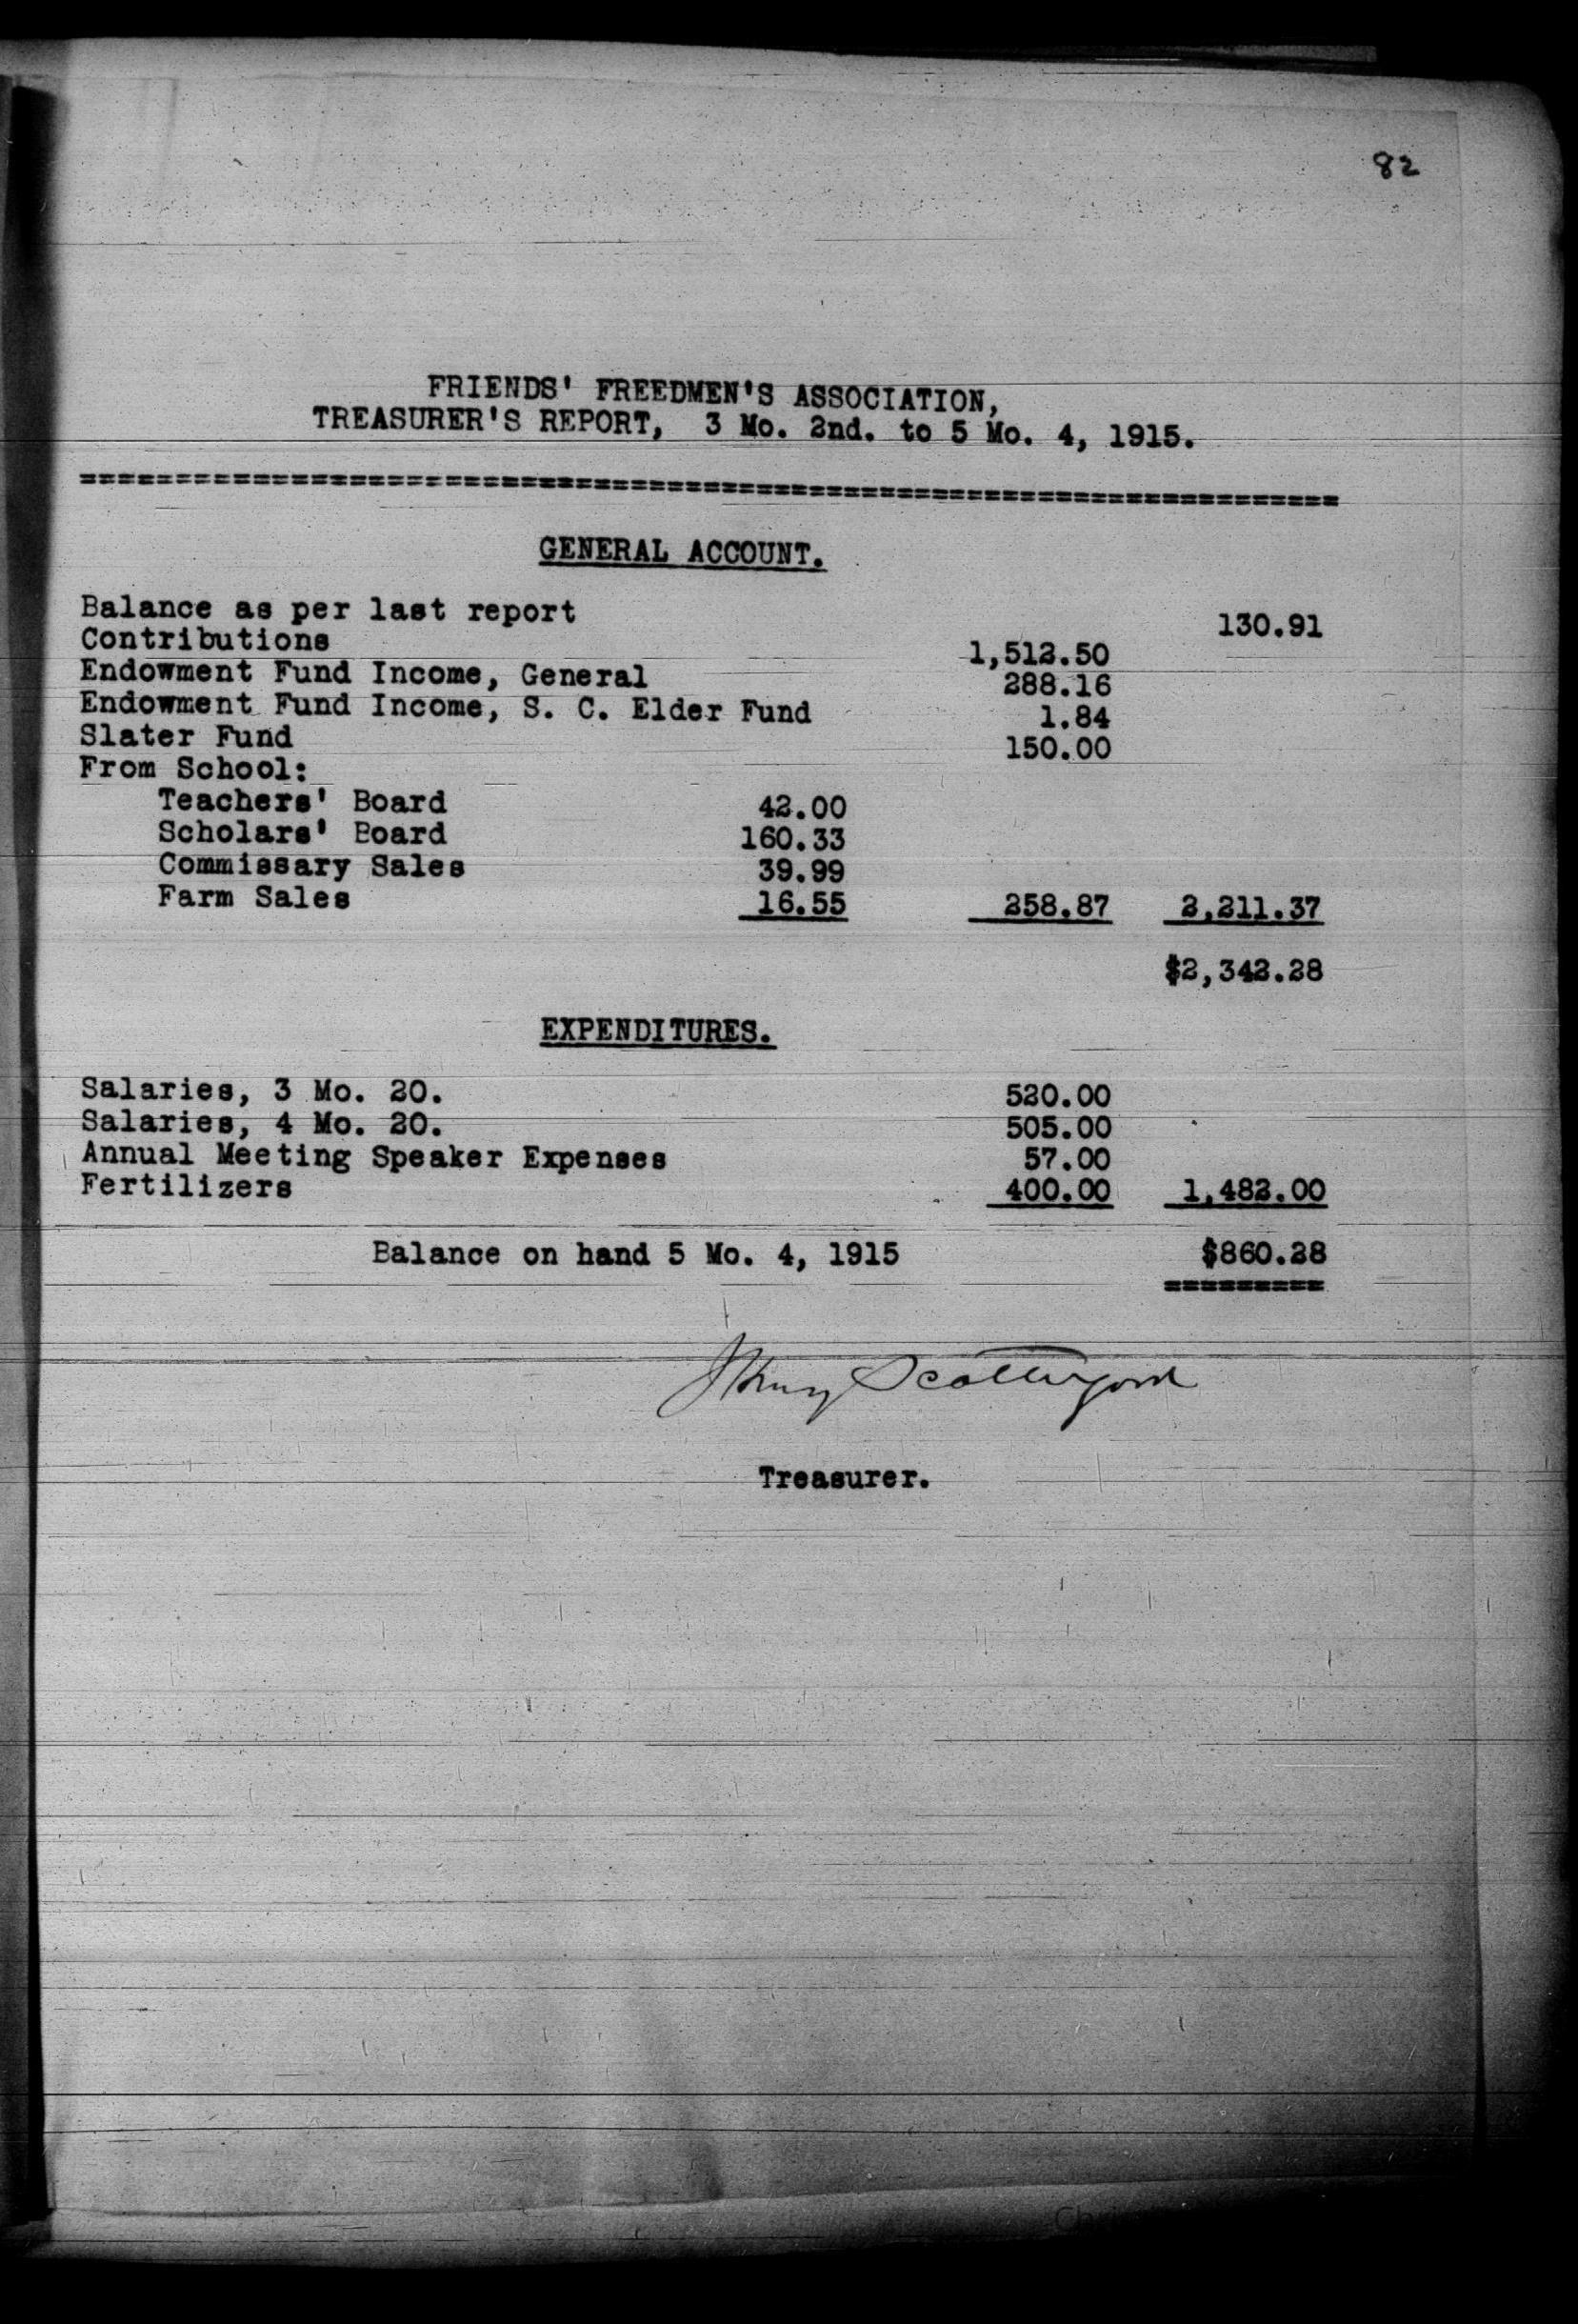 82
FRIENDS' FREEDMEN'S ASSOCIATION,
TREASURER'S REPORT, 3 Mo. 2nd. to 5 Mo. 4, 1915.
GENERAL ACCOUNT.
Balance as per last report 130.91
Contributions 1,512.50
Endowment Fund Income, General 288.16
Endowment Fund Income, S. C. Elder Fund 1.84
Slater Fund 150.00
From School:
Teachers' Board 42.00
Scholars' Board 160.33
Commissary Sales 39.99
Farm Sales 16.55 258.87 2,211.37
$2,342.28
EXPENDITURES.
Salaries, 3 Mo. 20. 520.00
Salaries, 4 Mo. 20. 505.00
Annual Meeting Speaker Expenses 57.00
Fertilizers 400.00 1,482.00
Balance on hand 5 Mo. 4, 1915 $860.28
J Henry Scattergood
Treasurer.